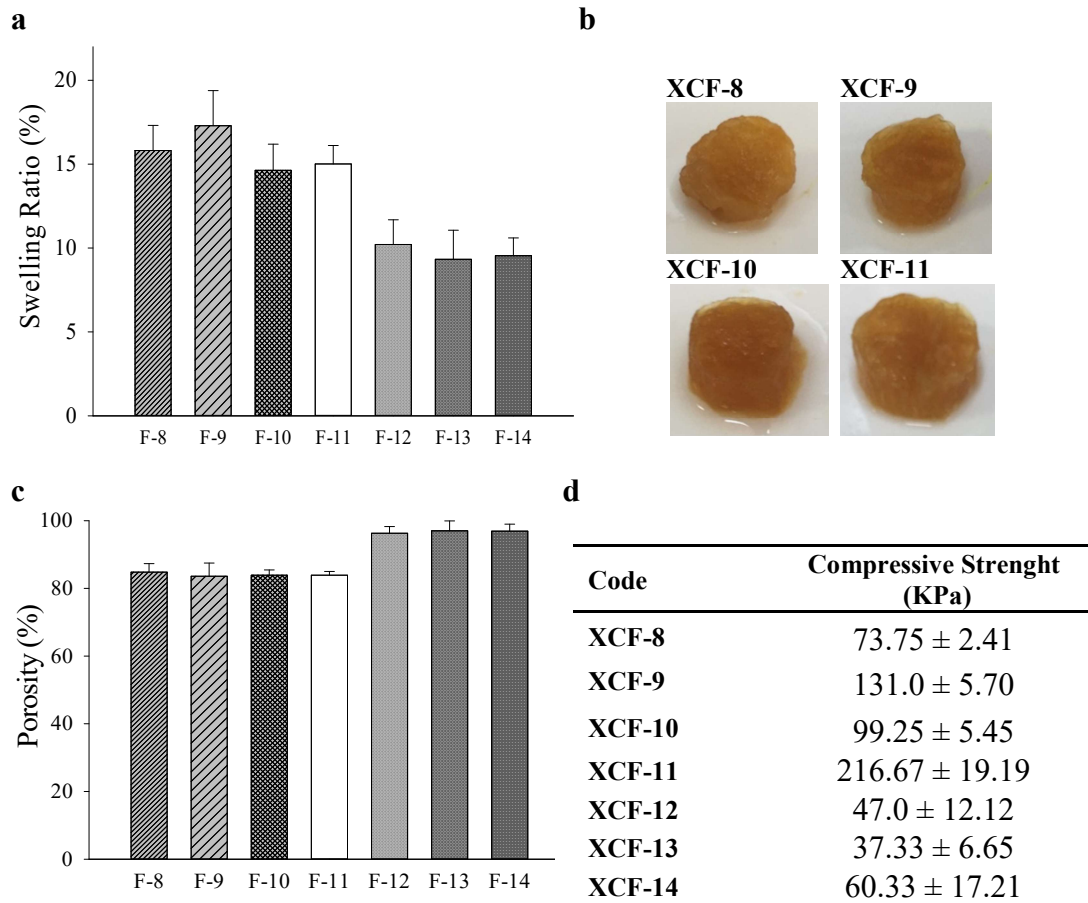 a
20
15
10
5
0
Swelling Ratio (%)
F-8 F-9 F-10 F-11 F-12 F-13 F-14
b
XCF-8 XCF-9
XCF-10 XCF-11
c
100
80
60
40
20
0
Porosity (%)
F-8 F-9 F-10 F-11 F-12 F-13 F-14
d
Code Compressive Strenght
(KPa)
XCF-8 73.75 ± 2.41
XCF-9 131.0 ± 5.70
XCF-10 99.25 ± 5.45
XCF-11 216.67 ± 19.19
XCF-12 47.0 ± 12.12
XCF-13 37.33 ± 6.65
XCF-14 60.33 ± 17.21